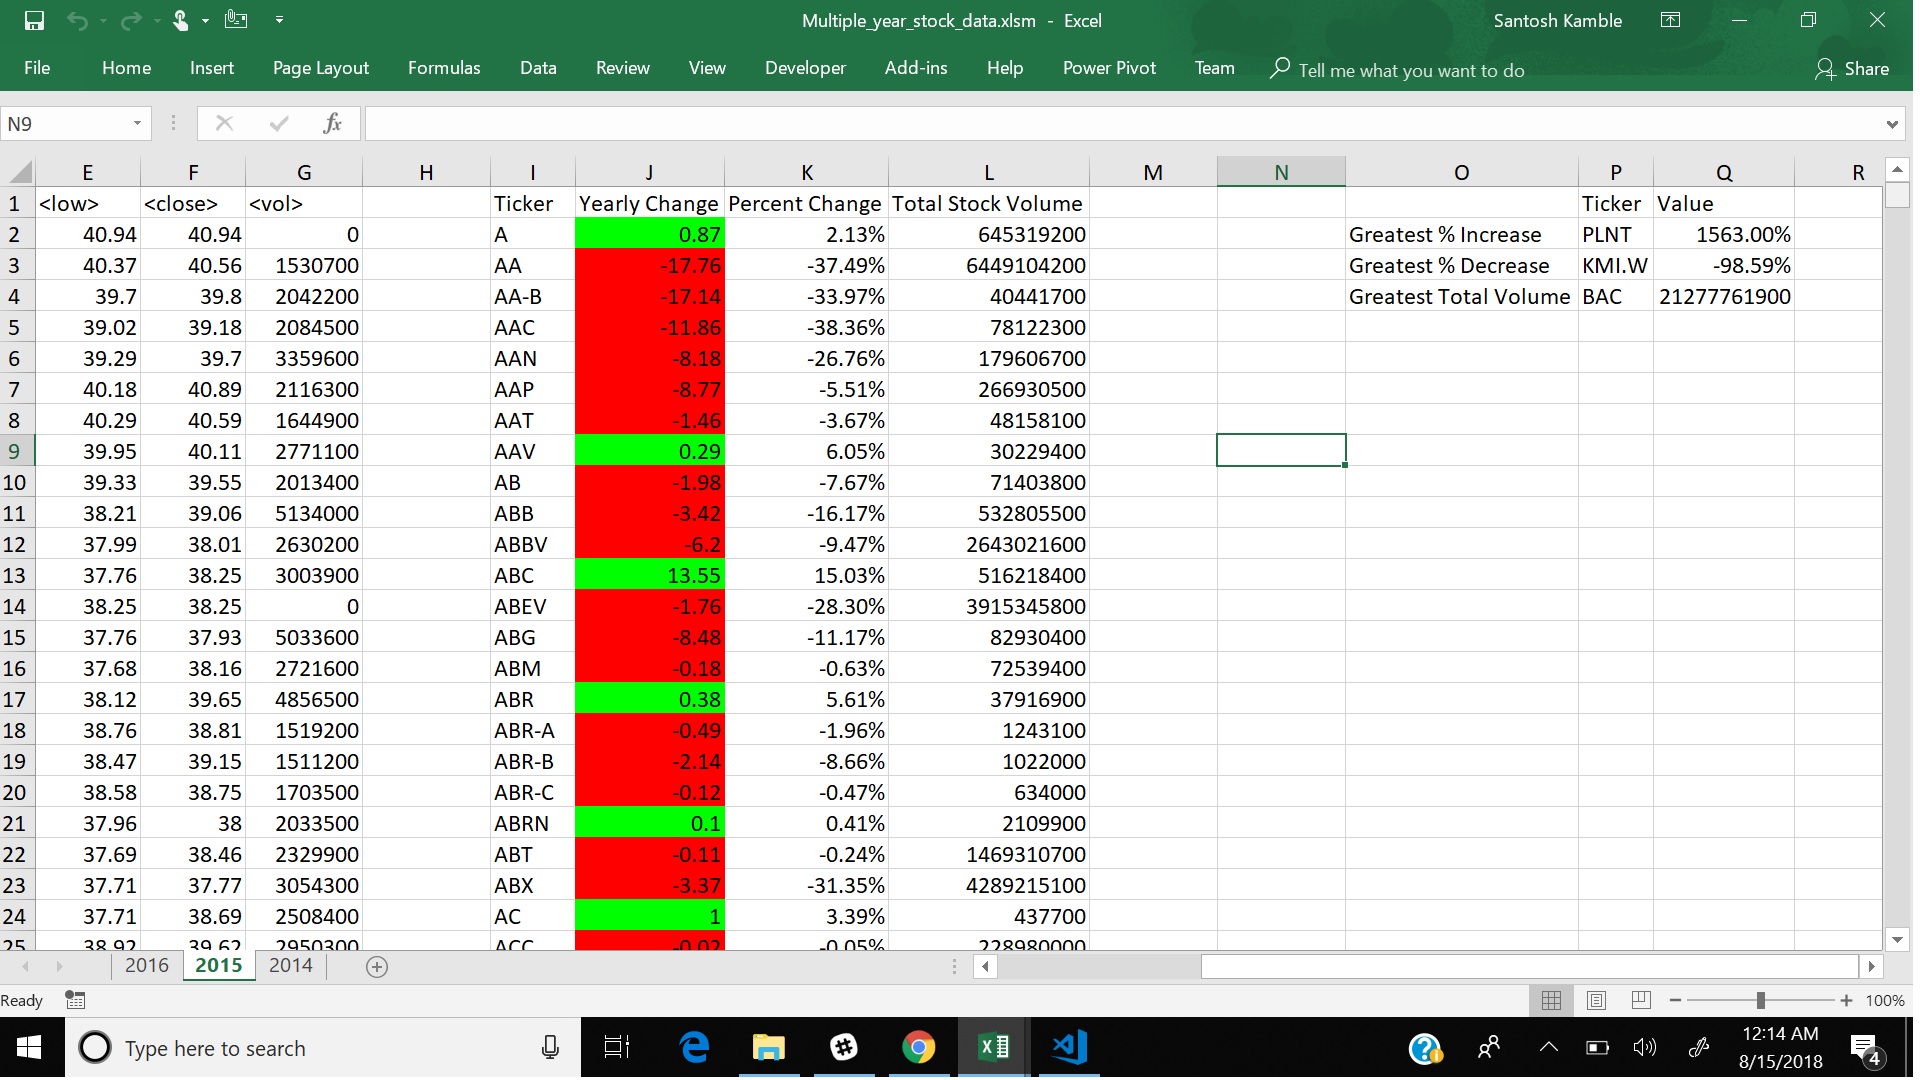 Multiple_year_stock_data.xlsm - Excel
Santosh Kamble
File Home Insert Page Layout Formulas Data Review View Developer Add-ins Help Power Pivot Team Tell me what you want to do Share
N9 fx
E F G H I J K L M N O P Q R
1 <low> <close> <vol> Ticker Yearly Change Percent Change Total Stock Volume Ticker Value
2 40.94 40.94 0 A 0.87 2.13% 645319200 Greatest % Increase PLNT 1563.00%
3 40.37 40.56 1530700 AA -17.76 -37.49% 6449104200 Greatest % Decrease KMI.W -98.59%
4 39.7 39.8 2042200 AA-B -17.14 -33.97% 40441700 Greatest Total Volume BAC 21277761900
5 39.02 39.18 2084500 AAC -11.86 -38.36% 78122300
6 39.29 39.7 3359600 AAN -8.18 -26.76% 179606700
7 40.18 40.89 2116300 AAP -8.77 -5.51% 266930500
8 40.29 40.59 1644900 AAT -1.46 -3.67% 48158100
9 39.95 40.11 2771100 AAV 0.29 6.05% 30229400
10 39.33 39.55 2013400 AB -1.98 -7.67% 71403800
11 38.21 39.06 5134000 ABB -3.42 -16.17% 532805500
12 37.99 38.01 2630200 ABBV -6.2 -9.47% 2643021600
13 37.76 38.25 3003900 ABC 13.55 15.03% 516218400
14 38.25 38.25 0 ABEV -1.76 -28.30% 3915345800
15 37.76 37.93 5033600 ABG -8.48 -11.17% 82930400
16 37.68 38.16 2721600 ABM -0.18 -0.63% 72539400
17 38.12 39.65 4856500 ABR 0.38 5.61% 37916900
18 38.76 38.81 1519200 ABR-A -0.49 -1.96% 1243100
19 38.47 39.15 1511200 ABR-B -2.14 -8.66% 1022000
20 38.58 38.75 1703500 ABR-C -0.12 -0.47% 634000
21 37.96 38 2033500 ABRN 0.1 0.41% 2109900
22 37.69 38.46 2329900 ABT -0.11 -0.24% 1469310700
23 37.71 37.77 3054300 ABX -3.37 -31.35% 4289215100
24 37.71 38.69 2508400 AC 1 3.39% 437700
25 38.92 39.62 2950300 ACC -0.02 -0.05% 228980000
2016 2015 2014
Ready 100%
Type here to search
12:14 AM
8/15/2018
4